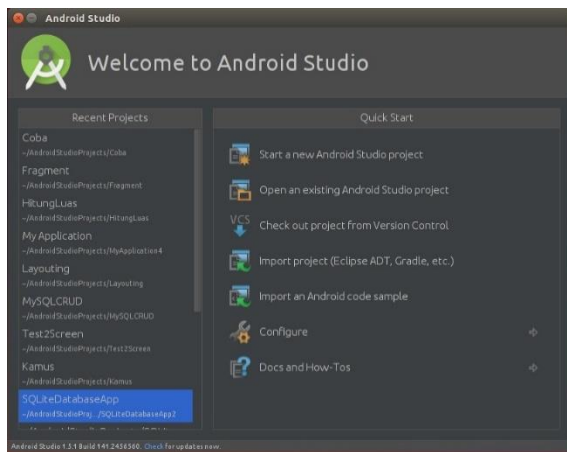 Android Studio
Welcome to Android Studio
Recent Projects
Coba
~/AndroidStudioProjects/Coba
Fragment
~/AndroidStudioProjects/Fragment
HitungLuas
~/AndroidStudioProjects/HitungLuas
My Application
~/AndroidStudioProjects/MyApplication4
Layouting
~/AndroidStudioProjects/Layouting
MySQLCRUD
~/AndroidStudioProjects/MySQLCRUD
Test2Screen
~/AndroidStudioProjects/Test2Screen
Kamus
~/AndroidStudioProjects/Kamus
SQLiteDatabaseApp
~/AndroidStudioProj.../SQLiteDatabaseApp2
Quick Start
Start a new Android Studio project
Open an existing Android Studio project
VCS
Check out project from Version Control
Import project (Eclipse ADT, Gradle, etc.)
Import an Android code sample
Configure
Docs and How-Tos
Android Studio 1.3.1 Build 141.2456560. Check for updates now.